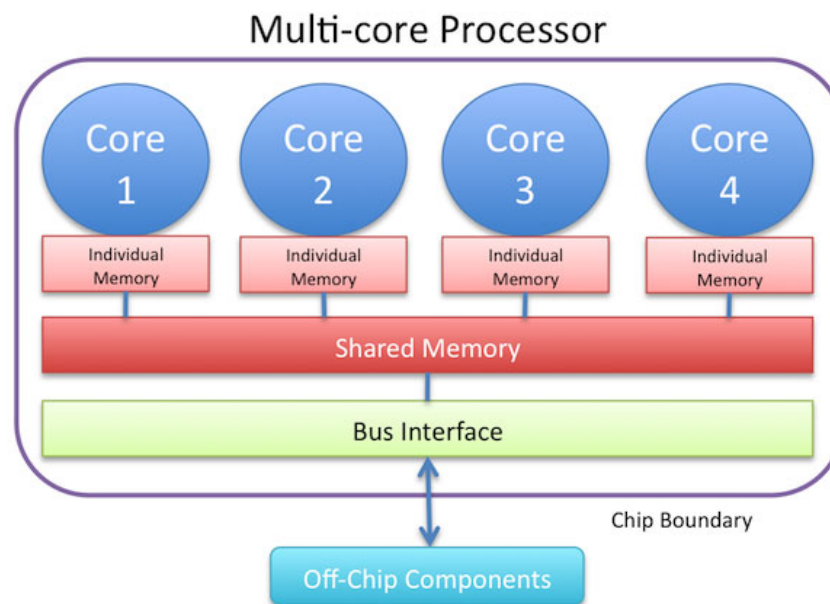 Multi-core Processor
Core
1
Core
2
Core
3
Core
4
Individual
Memory
Individual
Memory
Individual
Memory
Individual
Memory
Shared Memory
Bus Interface
Chip Boundary
Off-Chip Components